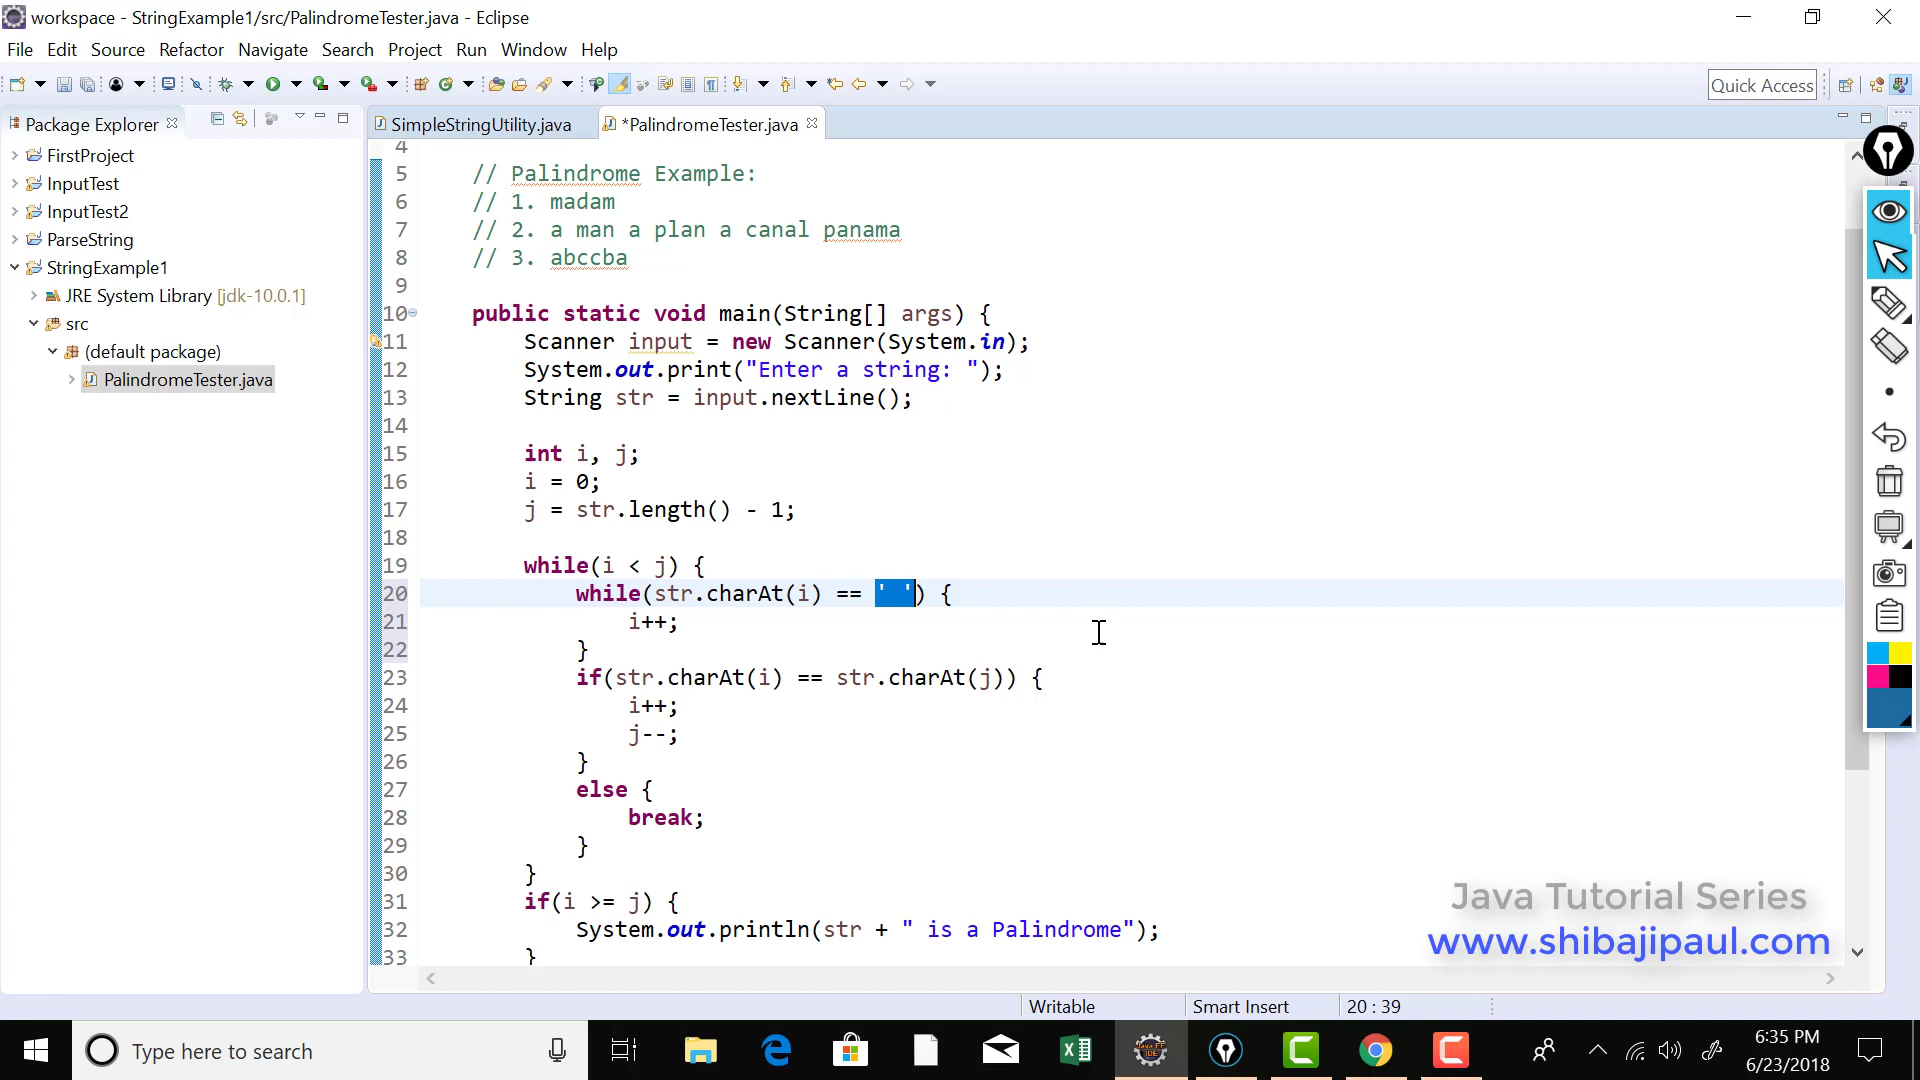 workspace - StringExample1/src/PalindromeTester.java - Eclipse
File Edit Source Refactor Navigate Search Project Run Window Help
Quick Access
Package Explorer
SimpleStringUtility.java
*PalindromeTester.java
FirstProject
InputTest
InputTest2
ParseString
StringExample1
JRE System Library [jdk-10.0.1]
src
(default package)
PalindromeTester.java
4
5 // Palindrome Example:
6 // 1. madam
7 // 2. a man a plan a canal panama
8 // 3. abccba
9
10 public static void main(String[] args) {
11 Scanner input = new Scanner(System.in);
12 System.out.print("Enter a string: ");
13 String str = input.nextLine();
14
15 int i, j;
16 i = 0;
17 j = str.length() - 1;
18
19 while(i < j) {
20 while(str.charAt(i) == ' ') {
21 i++;
22 }
23 if(str.charAt(i) == str.charAt(j)) {
24 i++;
25 j--;
26 }
27 else {
28 break;
29 }
30 }
31 if(i >= j) {
32 System.out.println(str + " is a Palindrome");
33 }
Java Tutorial Series
www.shibajipaul.com
Writable
Smart Insert
20 : 39
Type here to search
6:35 PM
6/23/2018